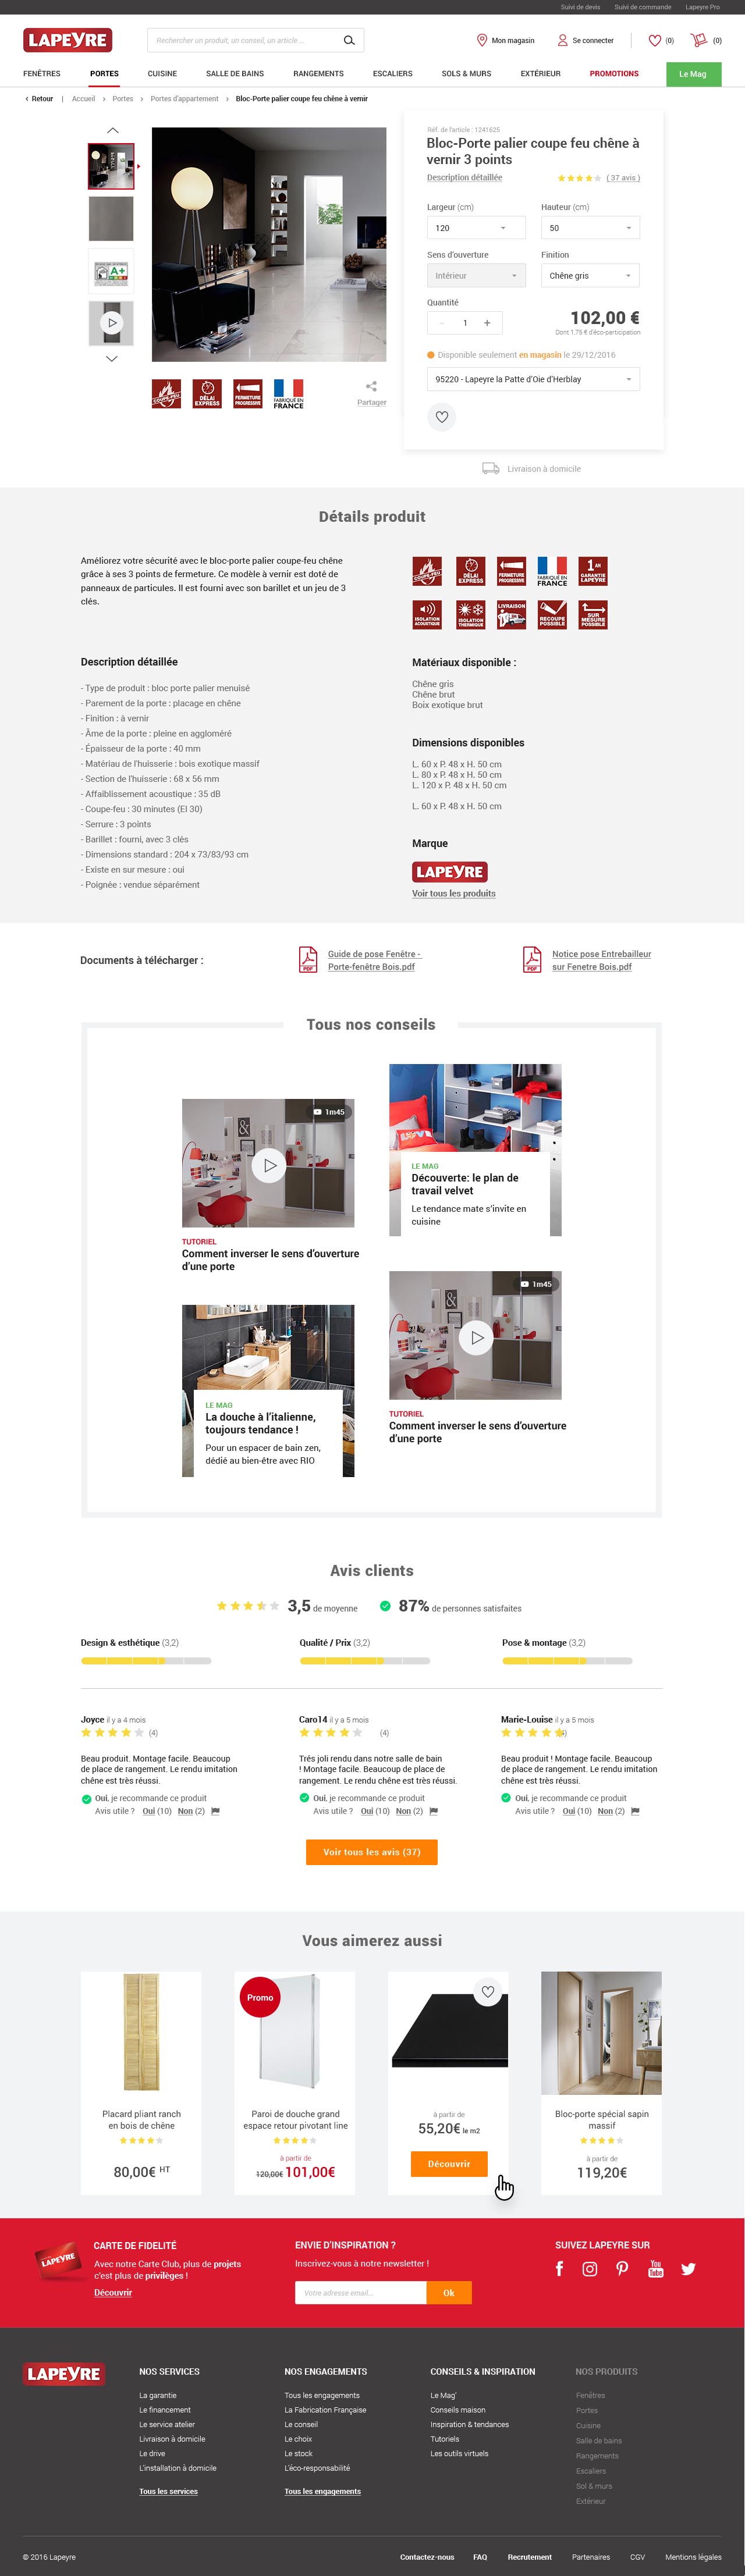 Suivi de devis Suivi de commande Lapeyre Pro
LAPEYRE Rechercher un produit, un conseil, un article ... Mon magasin Se connecter (0) (0)
FENÊTRES PORTES CUISINE SALLE DE BAINS RANGEMENTS ESCALIERS SOLS & MURS EXTÉRIEUR PROMOTIONS Le Mag
Retour | Accueil > Portes > Portes d'appartement > Bloc-Porte palier coupe feu chêne à vernir
Réf. de l'article : 1241625
Bloc-Porte palier coupe feu chêne à
vernir 3 points
Description détaillée ( 37 avis )
Largeur (cm) Hauteur (cm)
120 50
Sens d'ouverture Finition
Intérieur Chêne gris
Quantité
- 1 +
102,00 €
Dont 1,75 € d'éco-participation
Disponible seulement en magasin le 29/12/2016
95220 - Lapeyre la Patte d'Oie d'Herblay
Livraison à domicile
A+
COUPE-FEU
DÉLAI
EXPRESS
FERMETURE
PROGRESSIVE
FABRIQUÉ EN
FRANCE
Partager
Détails produit
Améliorez votre sécurité avec le bloc-porte palier coupe-feu chêne
grâce à ses 3 points de fermeture. Ce modèle à vernir est doté de
panneaux de particules. Il est fourni avec son barillet et un jeu de 3
clés.
COUPE-FEU
DÉLAI
EXPRESS
FERMETURE
PROGRESSIVE
FABRIQUÉ EN
FRANCE
1 AN
GARANTIE
LAPEYRE
ISOLATION
ACOUSTIQUE
ISOLATION
THERMIQUE
LIVRAISON
RECOUPE
POSSIBLE
SUR
MESURE
POSSIBLE
Description détaillée
- Type de produit : bloc porte palier menuisé
- Parement de la porte : placage en chêne
- Finition : à vernir
- Âme de la porte : pleine en aggloméré
- Épaisseur de la porte : 40 mm
- Matériau de l'huisserie : bois exotique massif
- Section de l'huisserie : 68 x 56 mm
- Affaiblissement acoustique : 35 dB
- Coupe-feu : 30 minutes (EI 30)
- Serrure : 3 points
- Barillet : fourni, avec 3 clés
- Dimensions standard : 204 x 73/83/93 cm
- Existe en sur mesure : oui
- Poignée : vendue séparément
Matériaux disponible :
Chêne gris
Chêne brut
Boix exotique brut
Dimensions disponibles
L. 60 x P. 48 x H. 50 cm
L. 80 x P. 48 x H. 50 cm
L. 120 x P. 48 x H. 50 cm
L. 60 x P. 48 x H. 50 cm
Marque
LAPEYRE
Voir tous les produits
Documents à télécharger :
PDF
Guide de pose Fenêtre -
Porte-fenêtre Bois.pdf
PDF
Notice pose Entrebailleur
sur Fenetre Bois.pdf
Tous nos conseils
&
1m45
TUTORIEL
Comment inverser le sens d'ouverture
d'une porte
LE MAG
Découverte: le plan de
travail velvet
Le tendance mate s'invite en
cuisine
LE MAG
La douche à l'italienne,
toujours tendance !
Pour un espacer de bain zen,
dédié au bien-être avec RIO
&
1m45
TUTORIEL
Comment inverser le sens d'ouverture
d'une porte
Avis clients
3,5 de moyenne 87% de personnes satisfaites
Design & esthétique (3,2) Qualité / Prix (3,2) Pose & montage (3,2)
Joyce il y a 4 mois
(4)
Beau produit. Montage facile. Beaucoup
de place de rangement. Le rendu imitation
chêne est très réussi.
Oui, je recommande ce produit
Avis utile ? Oui (10) Non (2)
Caro14 il y a 5 mois
(4)
Trés joli rendu dans notre salle de bain
! Montage facile. Beaucoup de place de
rangement. Le rendu chêne est très réussi.
Oui, je recommande ce produit
Avis utile ? Oui (10) Non (2)
Marie-Louise il y a 5 mois
(4)
Beau produit ! Montage facile. Beaucoup
de place de rangement. Le rendu imitation
chêne est très réussi.
Oui, je recommande ce produit
Avis utile ? Oui (10) Non (2)
Voir tous les avis (37)
Vous aimerez aussi
Placard pliant ranch
en bois de chêne
80,00€ HT
Promo
Paroi de douche grand
espace retour pivotant line
à partir de
120,00€ 101,00€
à partir de
55,20€ le m2
Découvrir
Bloc-porte spécial sapin
massif
à partir de
119,20€
LAPEYRE
CARTE DE FIDELITÉ
Avec notre Carte Club, plus de projets
c'est plus de privilèges !
Découvrir
ENVIE D'INSPIRATION ?
Inscrivez-vous à notre newsletter !
Votre adresse email... Ok
SUIVEZ LAPEYRE SUR
You
Tube
LAPEYRE
NOS SERVICES
La garantie
Le financement
Le service atelier
Livraison à domicile
Le drive
L'installation à domicile
Tous les services
NOS ENGAGEMENTS
Tous les engagements
La Fabrication Française
Le conseil
Le choix
Le stock
L'éco-responsabilité
Tous les engagements
CONSEILS & INSPIRATION
Le Mag'
Conseils maison
Inspiration & tendances
Tutoriels
Les outils virtuels
NOS PRODUITS
Fenêtres
Portes
Cuisine
Salle de bains
Rangements
Escaliers
Sol & murs
Extérieur
© 2016 Lapeyre Contactez-nous FAQ Recrutement Partenaires CGV Mentions légales